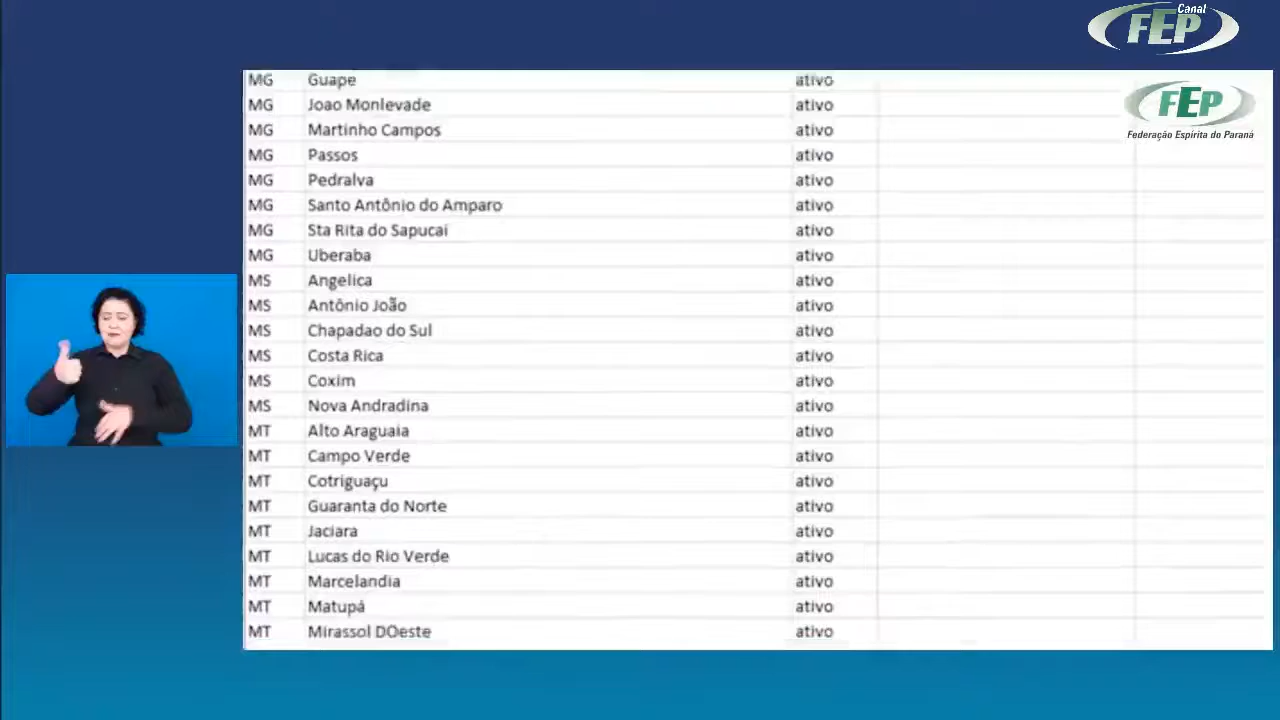 Canal
FEP
FEP
Federação Espírita do Paraná
MG Guape ativo
MG Joao Monlevade ativo
MG Martinho Campos ativo
MG Passos ativo
MG Pedralva ativo
MG Santo Antônio do Amparo ativo
MG Sta Rita do Sapucai ativo
MG Uberaba ativo
MS Angelica ativo
MS Antônio João ativo
MS Chapadao do Sul ativo
MS Costa Rica ativo
MS Coxim ativo
MS Nova Andradina ativo
MT Alto Araguaia ativo
MT Campo Verde ativo
MT Cotriguaçu ativo
MT Guaranta do Norte ativo
MT Jaciara ativo
MT Lucas do Rio Verde ativo
MT Marcelandia ativo
MT Matupá ativo
MT Mirassol DOeste ativo